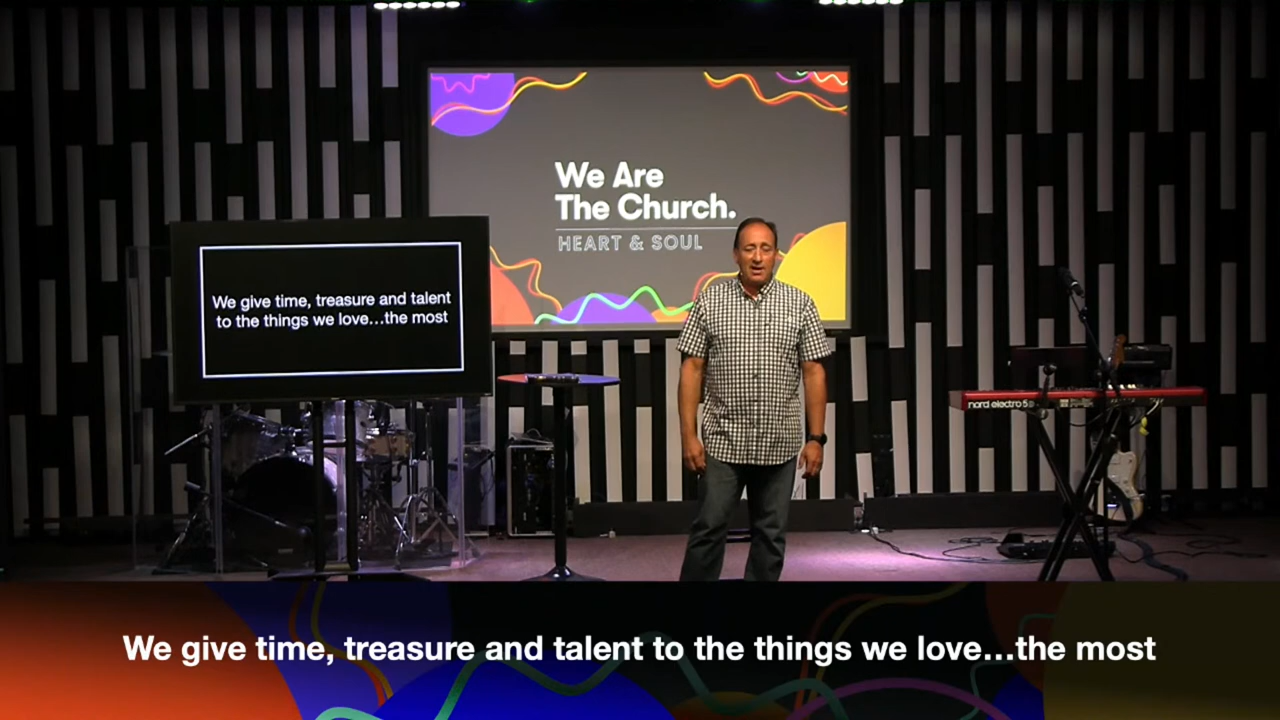 We Are
The Church.
HEART & SOUL
We give time, treasure and talent
to the things we love...the most
nord electro 5
We give time, treasure and talent to the things we love...the most